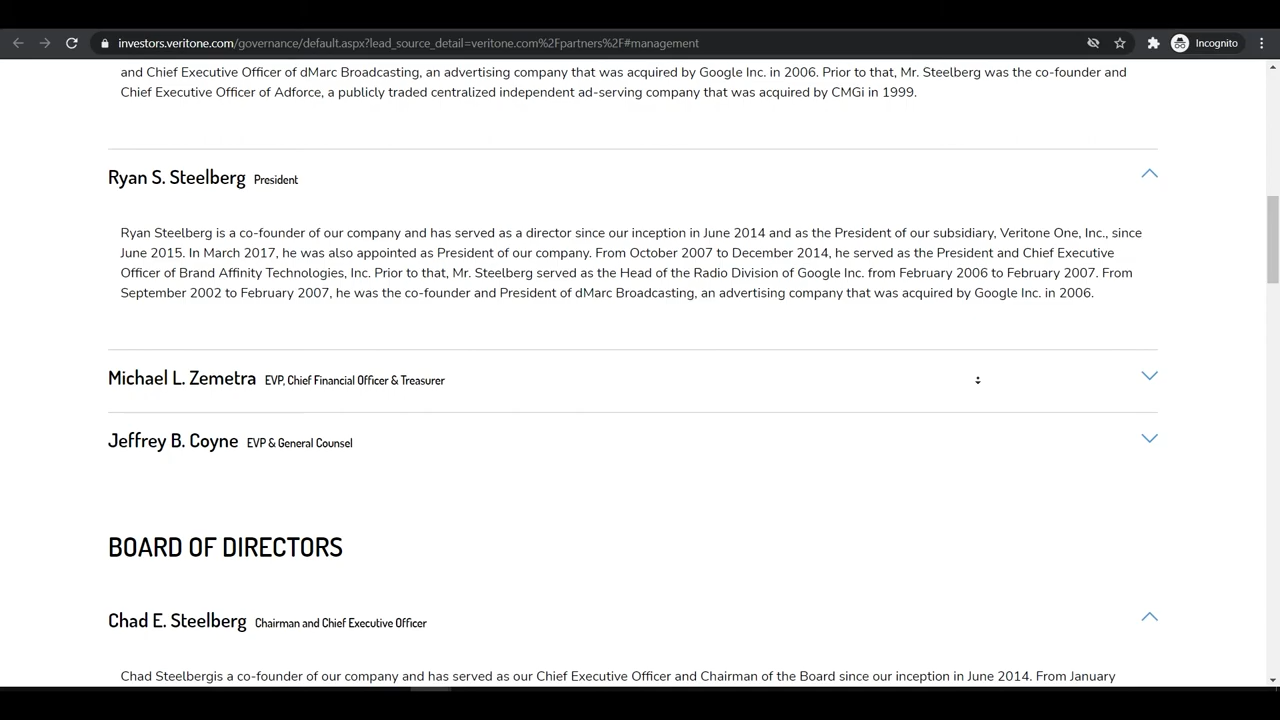 investors.veritone.com/governance/default.aspx?lead_source_detail=veritone.com%2Fpartners%2F#management
Incognito
and Chief Executive Officer of dMarc Broadcasting, an advertising company that was acquired by Google Inc. in 2006. Prior to that, Mr. Steelberg was the co-founder and
Chief Executive Officer of Adforce, a publicly traded centralized independent ad-serving company that was acquired by CMGi in 1999.
Ryan S. Steelberg President
Ryan Steelberg is a co-founder of our company and has served as a director since our inception in June 2014 and as the President of our subsidiary, Veritone One, Inc., since
June 2015. In March 2017, he was also appointed as President of our company. From October 2007 to December 2014, he served as the President and Chief Executive
Officer of Brand Affinity Technologies, Inc. Prior to that, Mr. Steelberg served as the Head of the Radio Division of Google Inc. from February 2006 to February 2007. From
September 2002 to February 2007, he was the co-founder and President of dMarc Broadcasting, an advertising company that was acquired by Google Inc. in 2006.
Michael L. Zemetra EVP, Chief Financial Officer & Treasurer
Jeffrey B. Coyne EVP & General Counsel
BOARD OF DIRECTORS
Chad E. Steelberg Chairman and Chief Executive Officer
Chad Steelbergis a co-founder of our company and has served as our Chief Executive Officer and Chairman of the Board since our inception in June 2014. From January